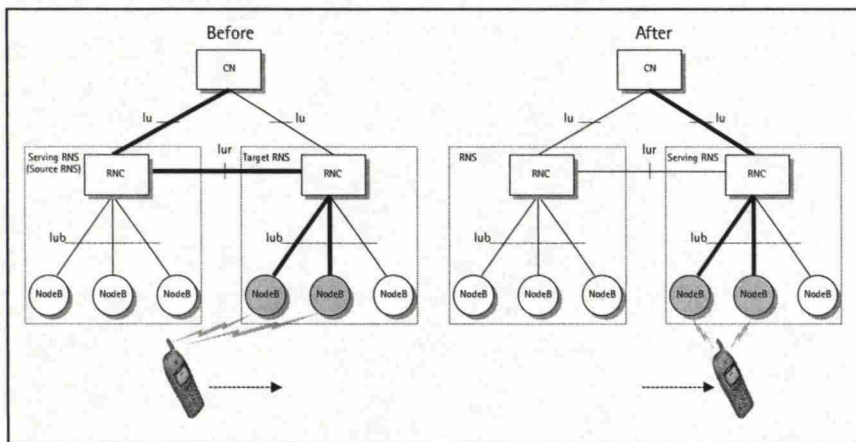 Before
After
CN
CN
Iu
Iu
Iu
Iu
Serving RNS
(Source RNS)
RNC
Iur
Target RNS
RNC
RNS
RNC
Iur
Serving RNS
RNC
Iub
Iub
Iub
Iub
NodeB
NodeB
NodeB
NodeB
NodeB
NodeB
NodeB
NodeB
NodeB
NodeB
NodeB
NodeB